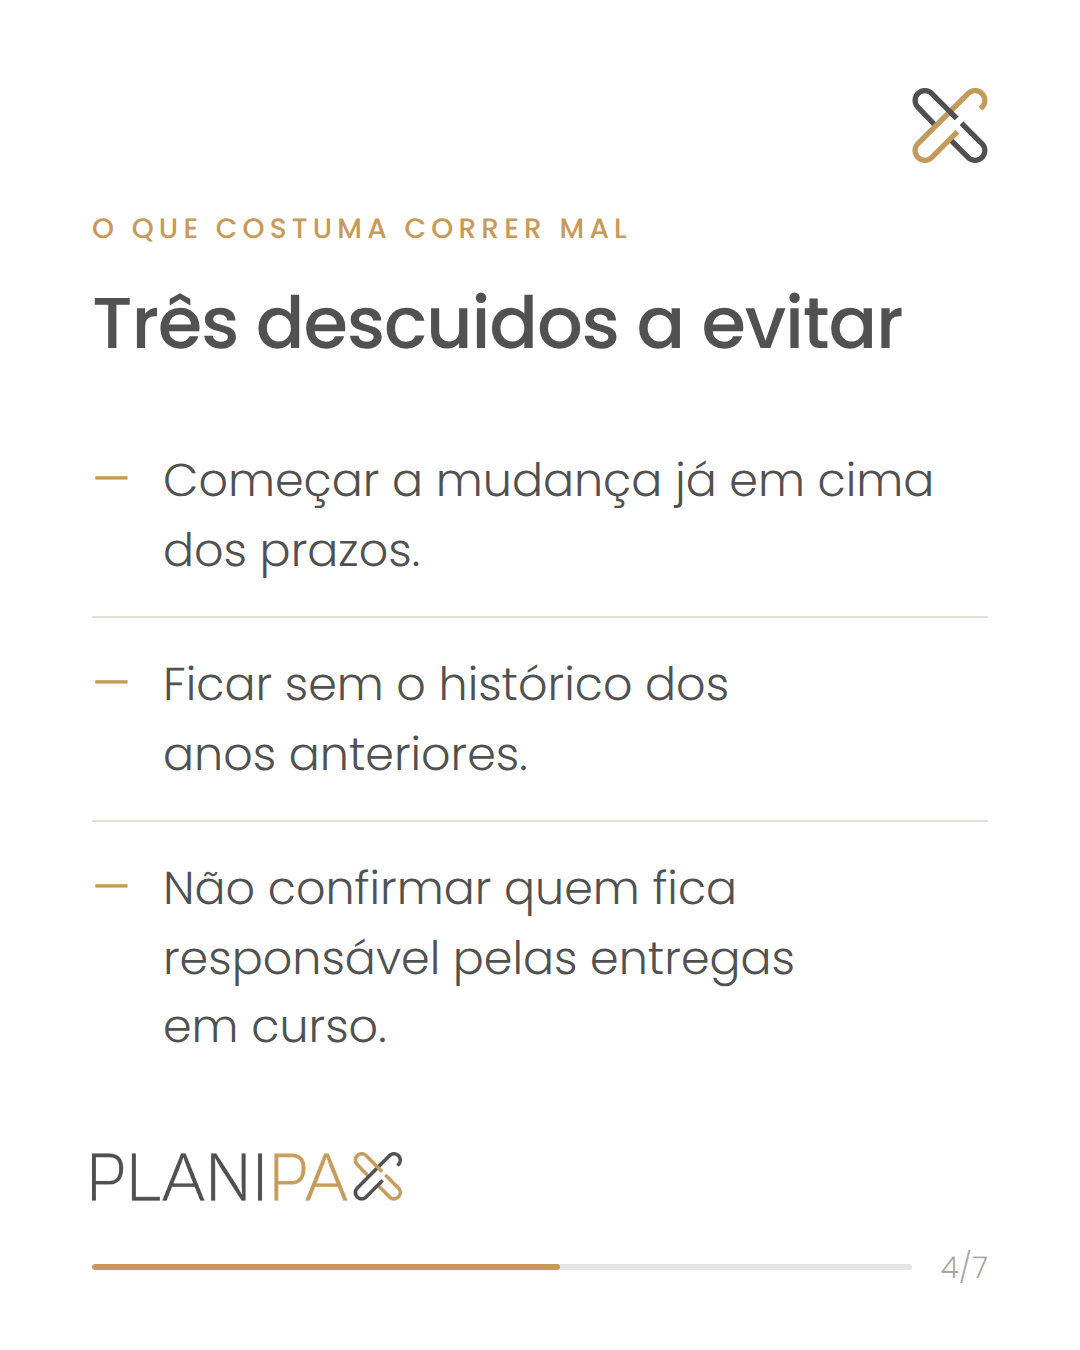 O QUE COSTUMA CORRER MAL
Três descuidos a evitar
— Começar a mudança já em cima
dos prazos.
— Ficar sem o histórico dos
anos anteriores.
— Não confirmar quem fica
responsável pelas entregas
em curso.
PLANIPAX
4/7